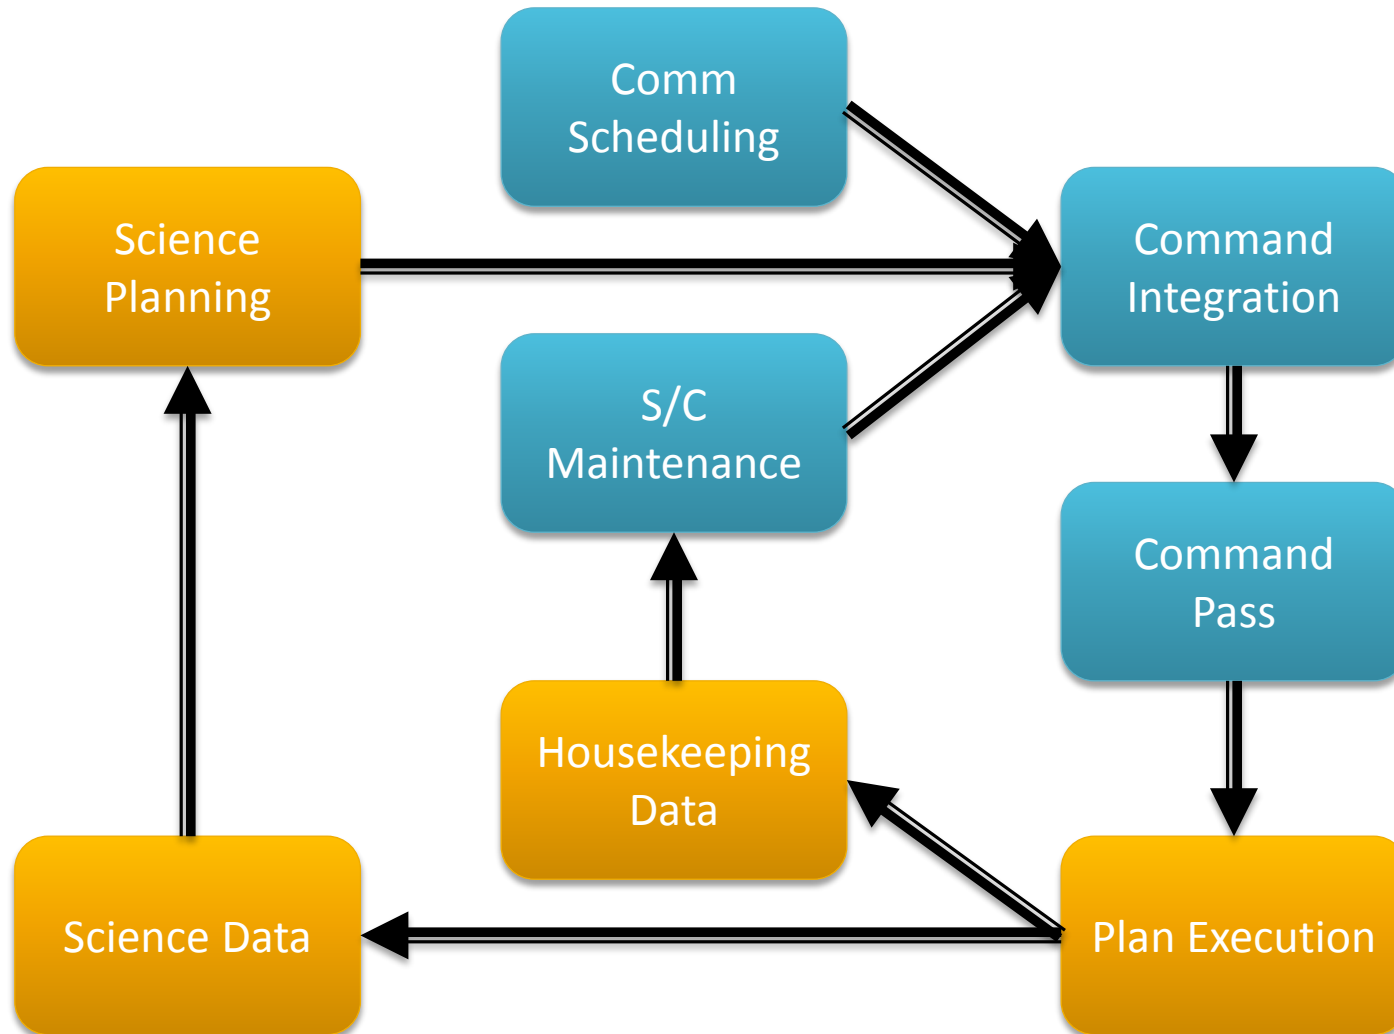 Comm
Scheduling
Science
Planning
Command
Integration
S/C
Maintenance
Command
Pass
Housekeeping
Data
Science Data
Plan Execution